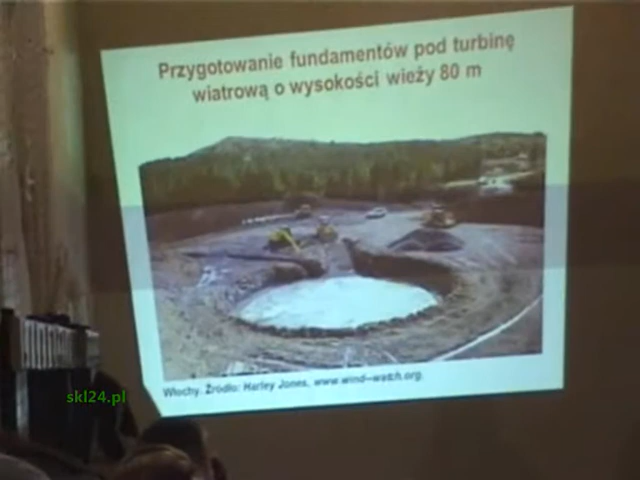 Przygotowanie fundamentów pod turbinę
wiatrową o wysokości wieży 80 m
Włochy. Źródło: Harley Jones, www.wind-watch.org.
skl24.pl